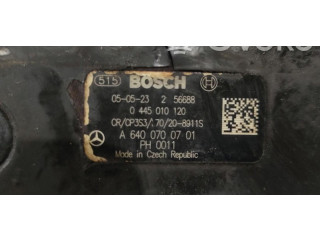 515 BOSCH
05-05-23 2 56688
0 445 010 120
CR/CP3S3/.70/20-8911S
A 640 070 07 01
PH 0011
Made in Czech Republic